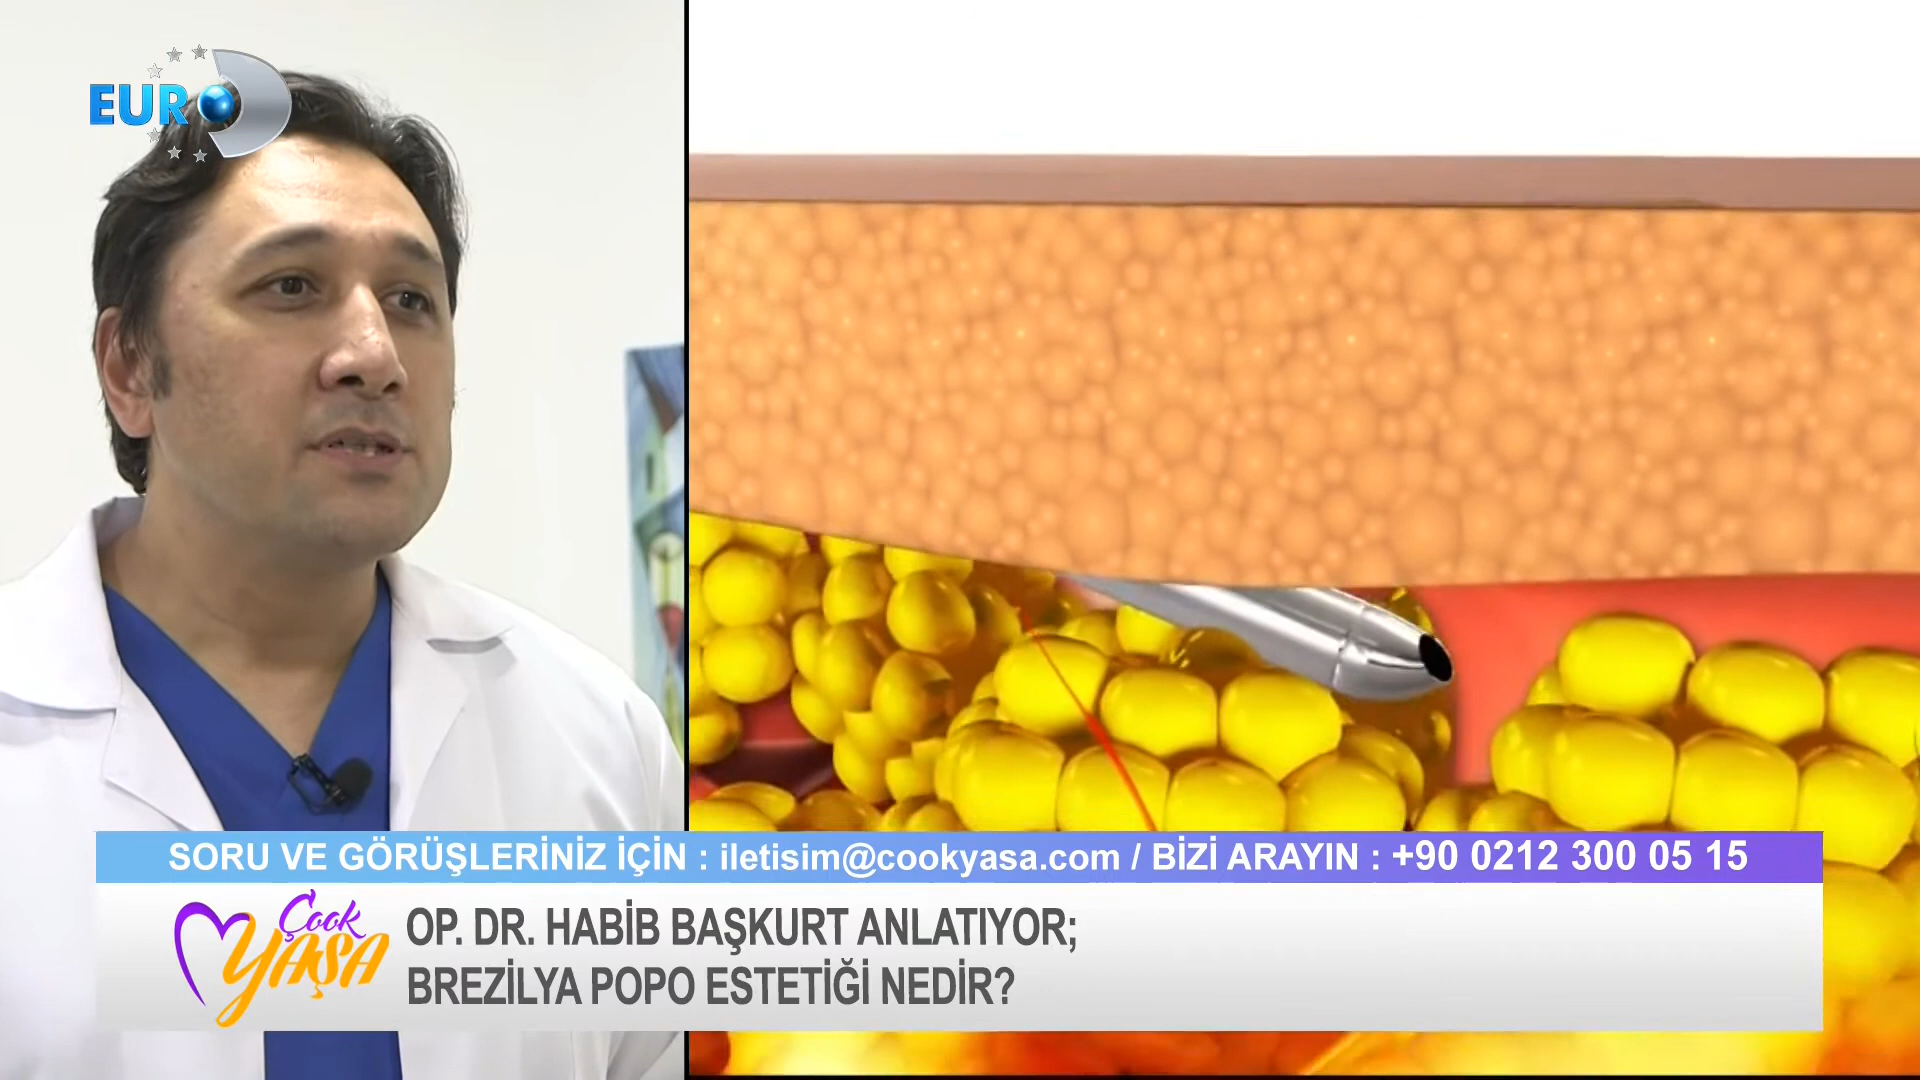 EURO D
SORU VE GÖRÜŞLERİNİZ İÇİN : iletisim@cookyasa.com / BİZİ ARAYIN : +90 0212 300 05 15
Çook
YAŞA
OP. DR. HABİB BAŞKURT ANLATIYOR;
BREZİLYA POPO ESTETİĞİ NEDİR?